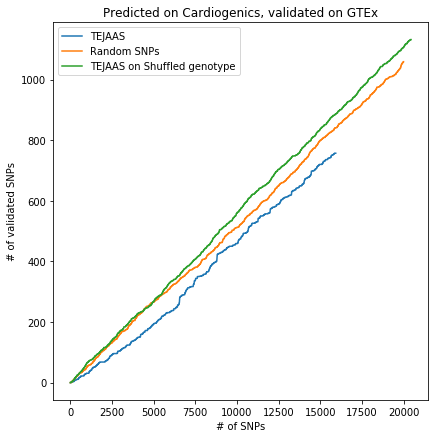 Predicted on Cardiogenics, validated on GTEx
TEJAAS
Random SNPs
TEJAAS on Shuffled genotype
# of validated SNPs
1000
800
600
400
200
0
0 2500 5000 7500 10000 12500 15000 17500 20000
# of SNPs